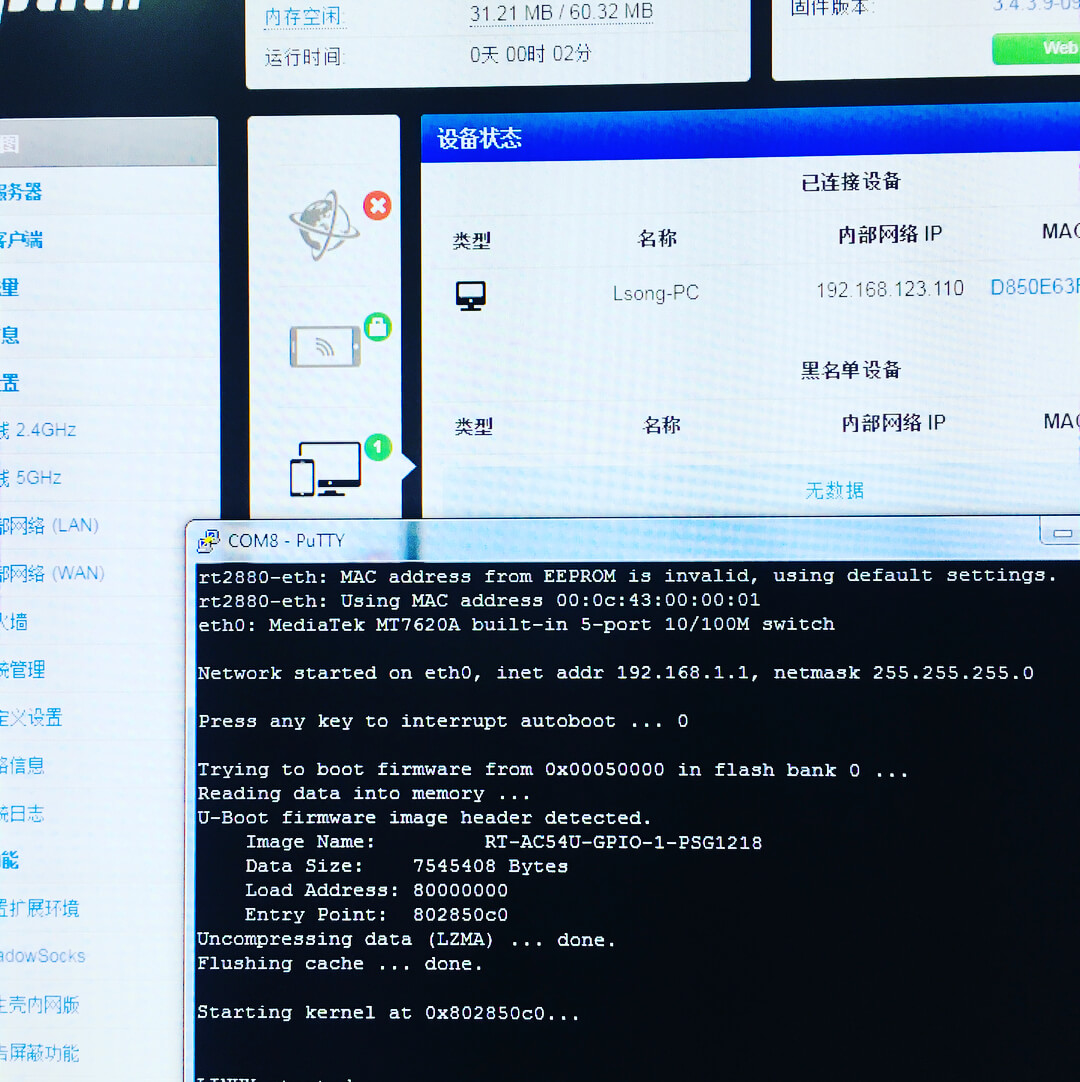 内存空闲: 31.21 MB / 60.32 MB
运行时间: 0天 00时 02分
固件版本: 3.4.3.9-09
Web
图
服务器
客户端
量
息
置
线 2.4GHz
线 5GHz
部网络 (LAN)
部网络 (WAN)
火墙
统管理
定义设置
络信息
统日志
能
置扩展环境
adowSocks
生壳内网版
告屏蔽功能
1
设备状态
已连接设备
类型 名称 内部网络 IP MAC
Lsong-PC 192.168.123.110 D850E63F
黑名单设备
类型 名称 内部网络 IP MAC
无数据
COM8 - PuTTY
rt2880-eth: MAC address from EEPROM is invalid, using default settings.
rt2880-eth: Using MAC address 00:0c:43:00:00:01
eth0: MediaTek MT7620A built-in 5-port 10/100M switch
Network started on eth0, inet addr 192.168.1.1, netmask 255.255.255.0
Press any key to interrupt autoboot ... 0
Trying to boot firmware from 0x00050000 in flash bank 0 ...
Reading data into memory ...
U-Boot firmware image header detected.
Image Name: RT-AC54U-GPIO-1-PSG1218
Data Size: 7545408 Bytes
Load Address: 80000000
Entry Point: 802850c0
Uncompressing data (LZMA) ... done.
Flushing cache ... done.
Starting kernel at 0x802850c0...